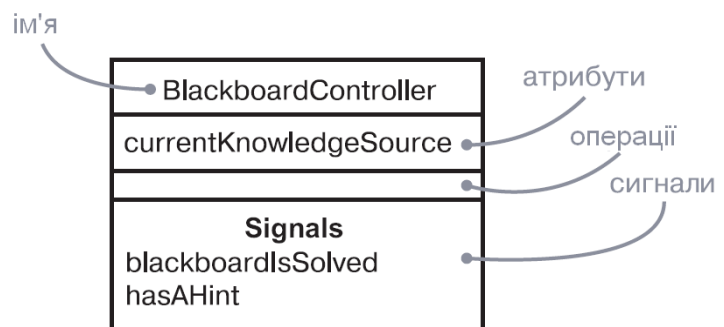 ім'я
BlackboardController
атрибути
currentKnowledgeSource
операції
сигнали
Signals
blackboardIsSolved
hasAHint